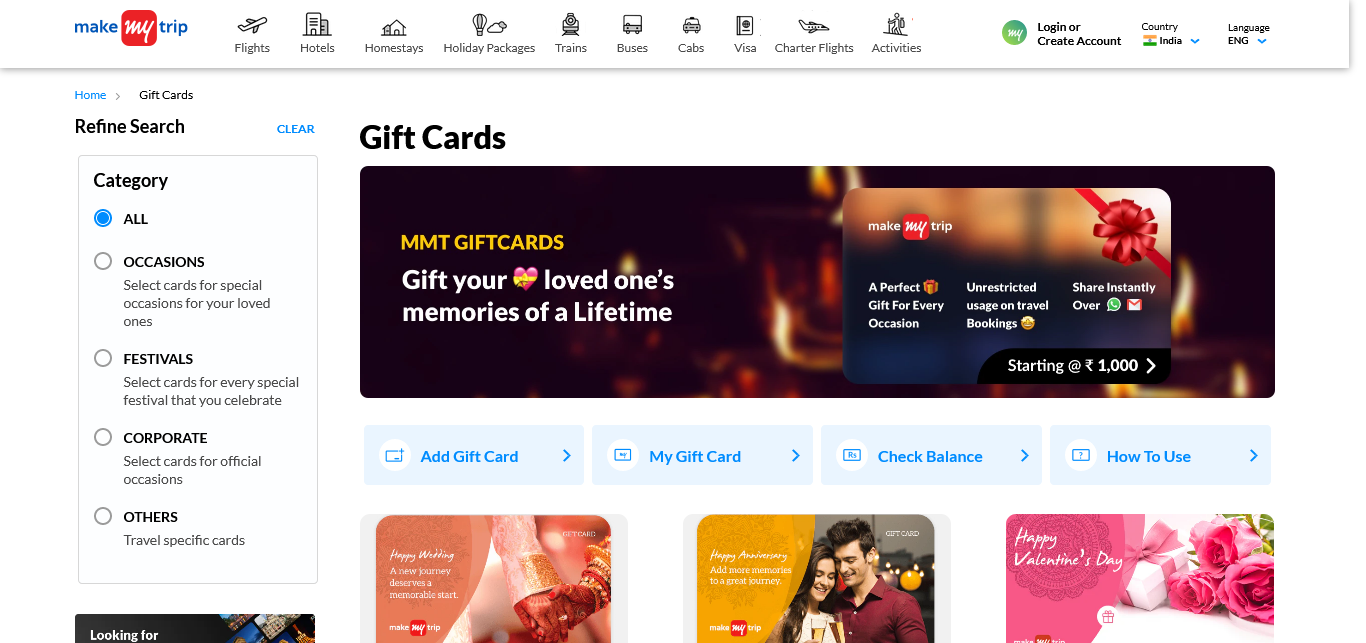 make my trip
Flights
Hotels
Homestays
Holiday Packages
Trains
Buses
Cabs
Visa
Charter Flights
Activities
my
Login or
Create Account
Country
India
Language
ENG
Home
Gift Cards
Refine Search
CLEAR
Category
ALL
OCCASIONS
Select cards for special
occasions for your loved
ones
FESTIVALS
Select cards for every special
festival that you celebrate
CORPORATE
Select cards for official
occasions
OTHERS
Travel specific cards
Looking for
Gift Cards
MMT GIFTCARDS
Gift your 💝 loved one's
memories of a Lifetime
make my trip
A Perfect 🎁
Gift For Every
Occasion
Unrestricted
usage on travel
Bookings 🤩
Share Instantly
Over
Starting @ ₹ 1,000
Add Gift Card
my
My Gift Card
Rs
Check Balance
?
How To Use
GIFT CARD
Happy Wedding
A new journey
deserves a
memorable start.
make my trip
GIFT CARD
Happy Anniversary
Add more memories
to a great journey.
make my trip
Happy
Valentine's Day
make my trip